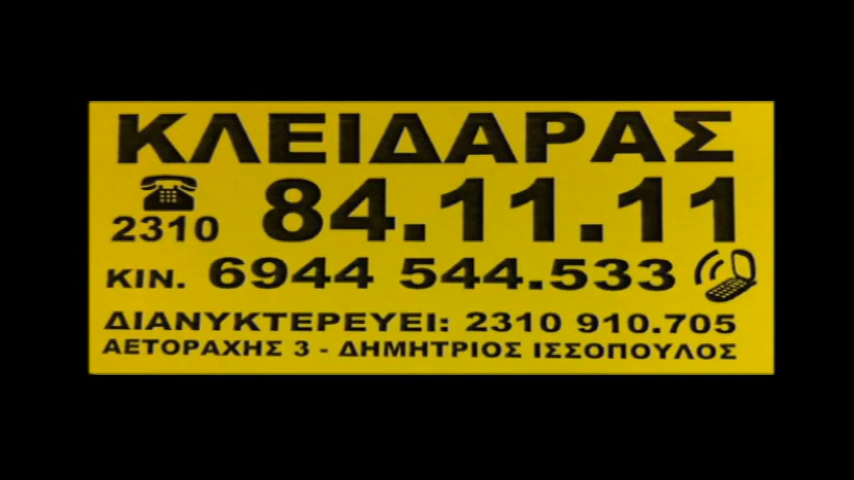 ΚΛΕΙΔΑΡΑΣ
2310 84.11.11
ΚΙΝ. 6944 544.533
ΔΙΑΝΥΚΤΕΡΕΥΕΙ: 2310 910.705
ΑΕΤΟΡΑΧΗΣ 3 - ΔΗΜΗΤΡΙΟΣ ΙΣΣΟΠΟΥΛΟΣ